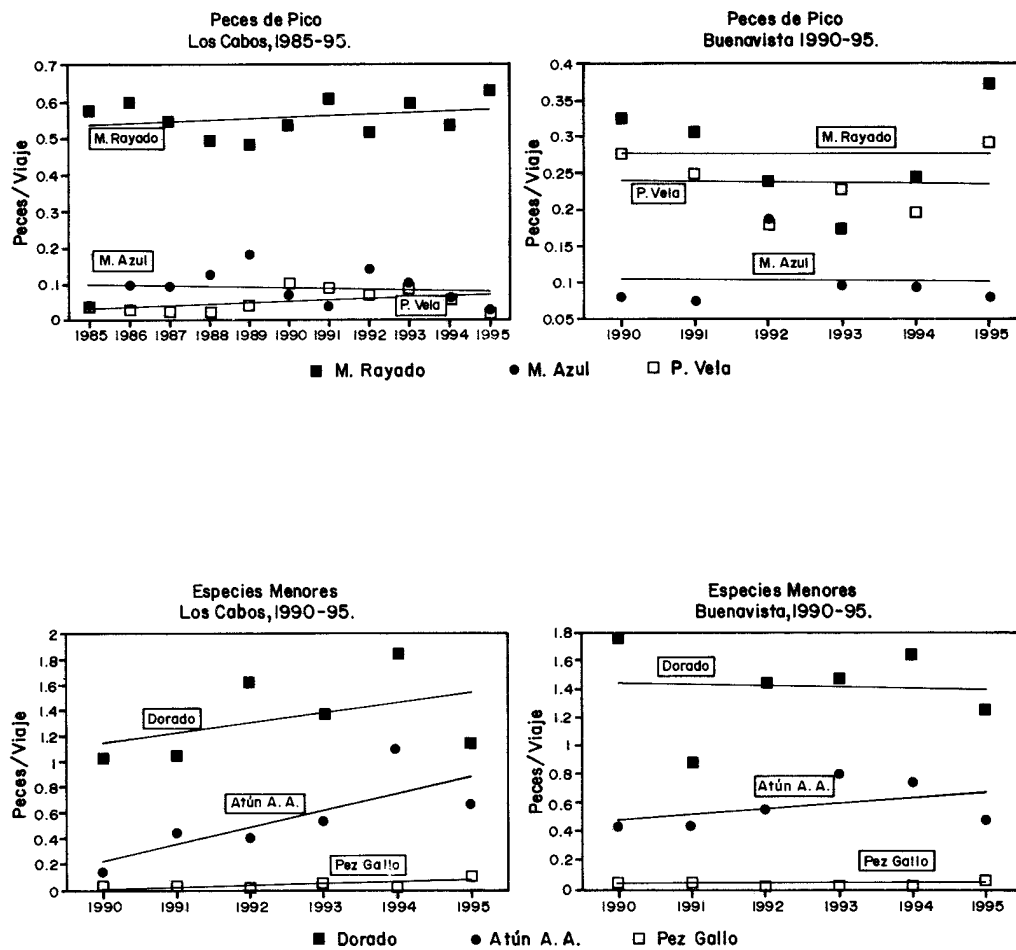 Peces de Pico
Los Cabos, 1985-95.
Peces/Viaje
0.7
0.6
0.5
0.4
0.3
0.2
0.1
0
M. Rayado
M. Azul
P. Vela
1985 1986 1987 1988 1989 1990 1991 1992 1993 1994 1995
Peces de Pico
Buenavista 1990-95.
Peces/Viaje
0.4
0.35
0.3
0.25
0.2
0.15
0.1
0.05
M. Rayado
P. Vela
M. Azul
1990 1991 1992 1993 1994 1995
M. Rayado M. Azul P. Vela
Especies Menores
Los Cabos, 1990-95.
Peces/Viaje
2
1.8
1.6
1.4
1.2
1
0.8
0.6
0.4
0.2
0
Dorado
Atún A. A.
Pez Gallo
1990 1991 1992 1993 1994 1995
Especies Menores
Buenavista, 1990-95.
Peces/Viaje
1.8
1.6
1.4
1.2
1
0.8
0.6
0.4
0.2
0
Dorado
Atún A. A.
Pez Gallo
1990 1991 1992 1993 1994 1995
Dorado Atún A. A. Pez Gallo